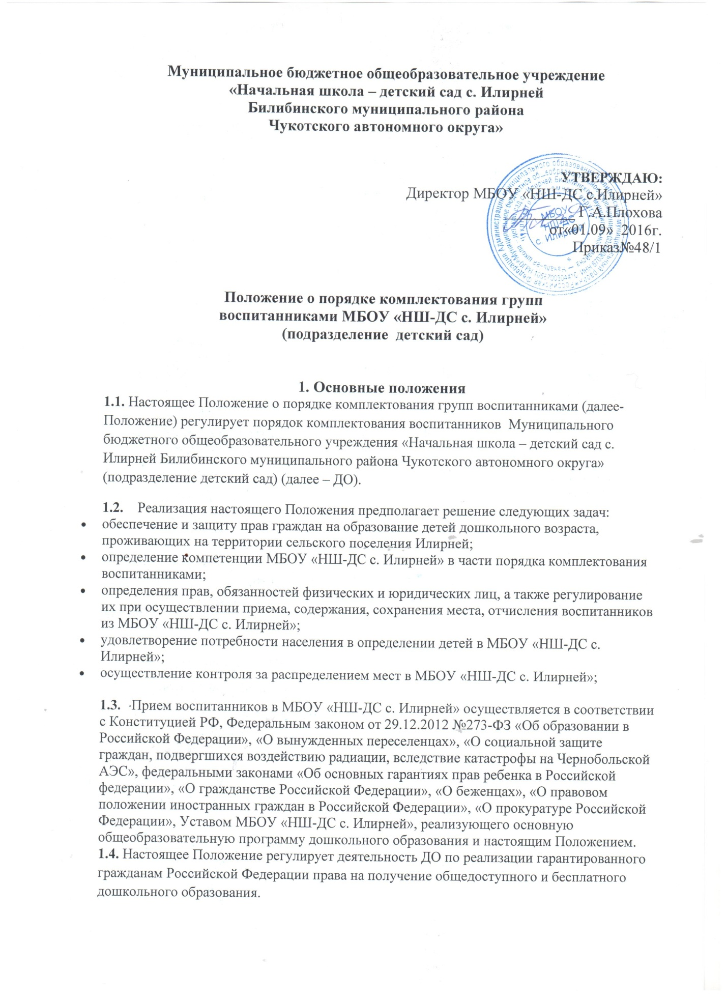 Муниципальное бюджетное общеобразовательное учреждение
«Начальная школа – детский сад с. Илирней
Билибинского муниципального района
Чукотского автономного округа»
УТВЕРЖДАЮ:
Директор МБОУ «НШ-ДС с.Илирней»
Г.А.Плохова
от«01.09» 2016г.
Приказ№48/1
МБОУ
НШ-ДС
с. Илирней
Положение о порядке комплектования групп
воспитанниками МБОУ «НШ-ДС с. Илирней»
(подразделение детский сад)
1. Основные положения
1.1. Настоящее Положение о порядке комплектования групп воспитанниками (далее-
Положение) регулирует порядок комплектования воспитанников Муниципального
бюджетного общеобразовательного учреждения «Начальная школа – детский сад с.
Илирней Билибинского муниципального района Чукотского автономного округа»
(подразделение детский сад) (далее – ДО).
1.2. Реализация настоящего Положения предполагает решение следующих задач:
• обеспечение и защиту прав граждан на образование детей дошкольного возраста,
проживающих на территории сельского поселения Илирней;
• определение компетенции МБОУ «НШ-ДС с. Илирней» в части порядка комплектования
воспитанниками;
• определения прав, обязанностей физических и юридических лиц, а также регулирование
их при осуществлении приема, содержания, сохранения места, отчисления воспитанников
из МБОУ «НШ-ДС с. Илирней»;
• удовлетворение потребности населения в определении детей в МБОУ «НШ-ДС с.
Илирней»;
• осуществление контроля за распределением мест в МБОУ «НШ-ДС с. Илирней»;
1.3. Прием воспитанников в МБОУ «НШ-ДС с. Илирней» осуществляется в соответствии
с Конституцией РФ, Федеральным законом от 29.12.2012 №273-ФЗ «Об образовании в
Российской Федерации», «О вынужденных переселенцах», «О социальной защите
граждан, подвергшихся воздействию радиации, вследствие катастрофы на Чернобольской
АЭС», федеральными законами «Об основных гарантиях прав ребенка в Российской
федерации», «О гражданстве Российской Федерации», «О беженцах», «О правовом
положении иностранных граждан в Российской Федерации», «О прокуратуре Российской
Федерации», Уставом МБОУ «НШ-ДС с. Илирней», реализующего основную
общеобразовательную программу дошкольного образования и настоящим Положением.
1.4. Настоящее Положение регулирует деятельность ДО по реализации гарантированного
гражданам Российской Федерации права на получение общедоступного и бесплатного
дошкольного образования.